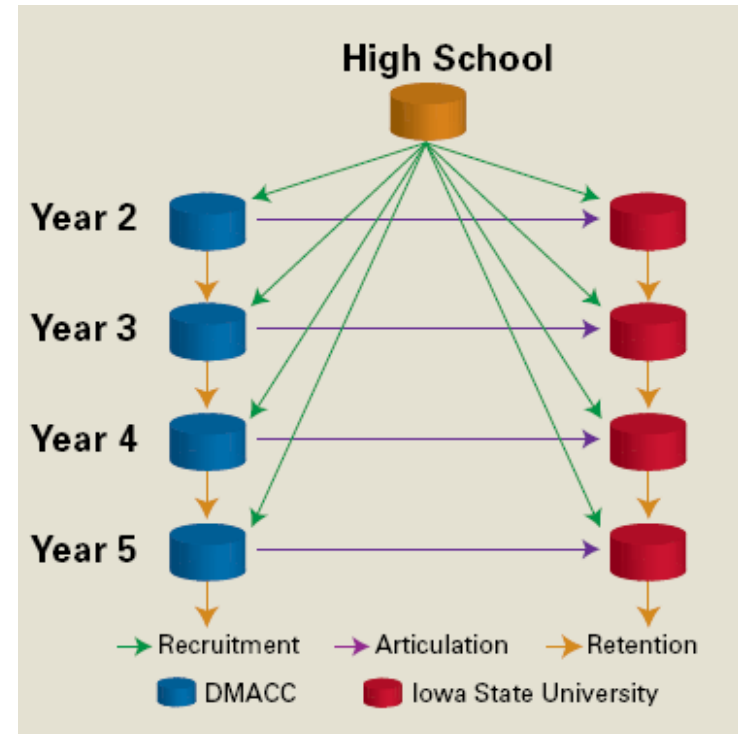 High School
Year 2
Year 3
Year 4
Year 5
Recruitment Articulation Retention
DMACC Iowa State University